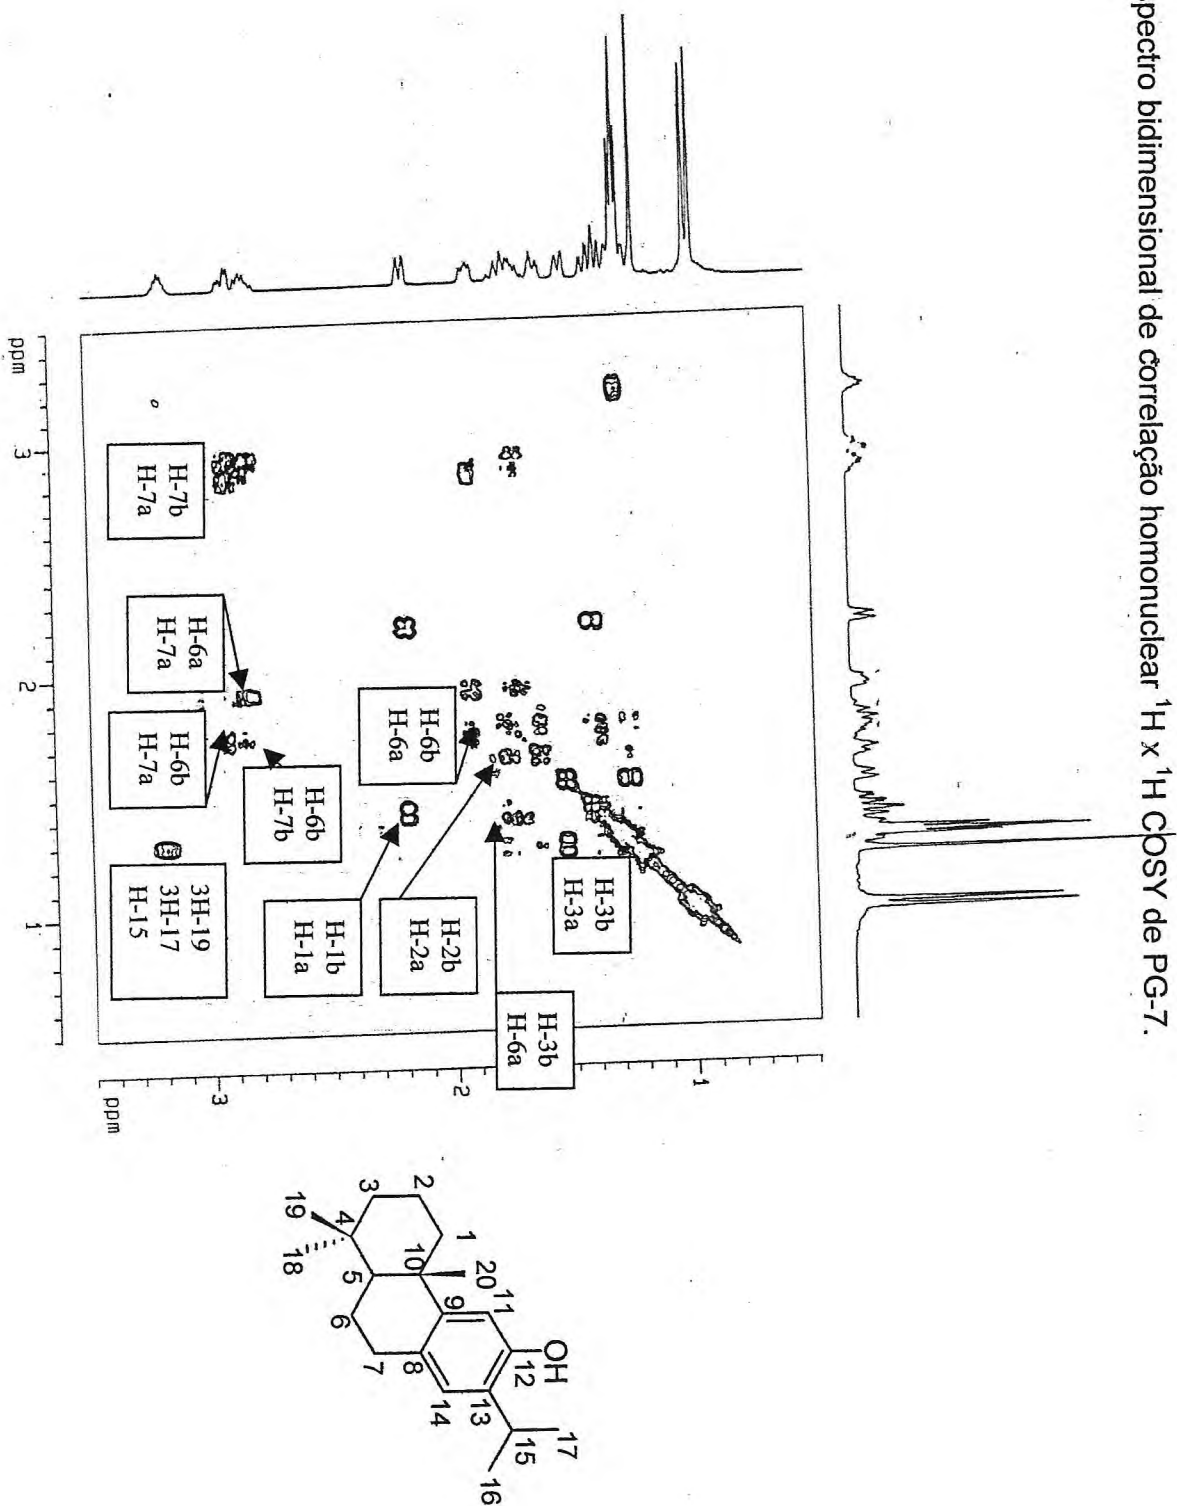 spectro bidimensional de correlação homonuclear ¹H x ¹H COSY de PG-7.
1
2
3
ppm
H-3b
H-3a
H-3b
H-6a
H-6b
H-6a
H-2b
H-2a
H-1b
H-1a
H-6b
H-7b
H-6a
H-7a
H-6b
H-7a
H-7b
H-7a
3H-19
3H-17
H-15
ppm
3
2
1
OH
17
12
11
13
15
16
20
9
14
1
10
8
2
5
7
3
4
6
18
19